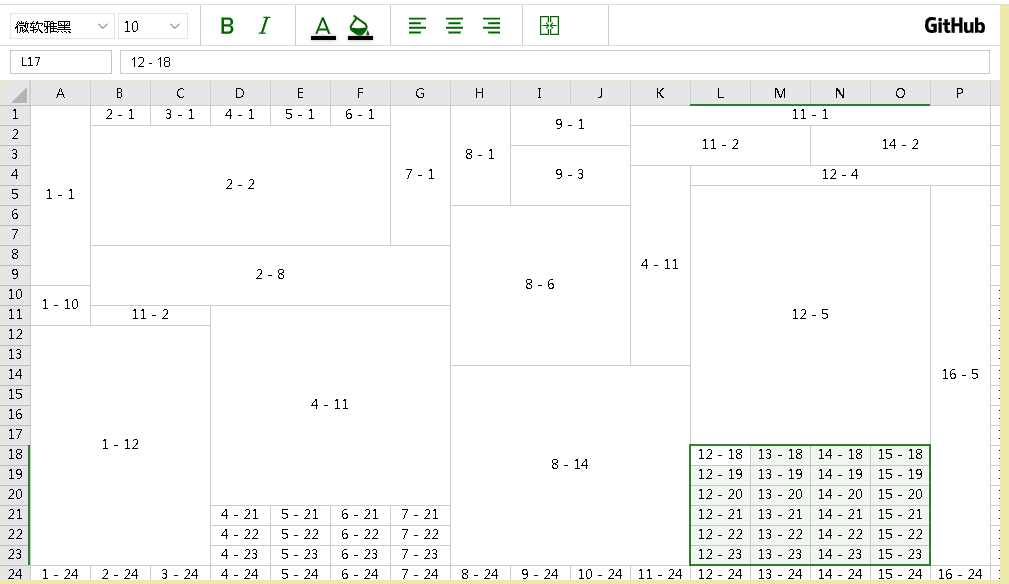 微软雅黑 10 B I A GitHub
L17 12 - 18
A B C D E F G H I J K L M N O P
1 2 - 1 3 - 1 4 - 1 5 - 1 6 - 1 11 - 1
9 - 1
2
11 - 2 14 - 2
3 8 - 1
4 7 - 1 9 - 3 12 - 4
2 - 2
5 1 - 1
6
7
8
4 - 11
9 2 - 8
8 - 6
10
1 - 10
11 11 - 2 12 - 5
12
13
14 16 - 5
15
4 - 11
16
17
1 - 12
18 12 - 18 13 - 18 14 - 18 15 - 18
8 - 14
19 12 - 19 13 - 19 14 - 19 15 - 19
20 12 - 20 13 - 20 14 - 20 15 - 20
21 4 - 21 5 - 21 6 - 21 7 - 21 12 - 21 13 - 21 14 - 21 15 - 21
22 4 - 22 5 - 22 6 - 22 7 - 22 12 - 22 13 - 22 14 - 22 15 - 22
23 4 - 23 5 - 23 6 - 23 7 - 23 12 - 23 13 - 23 14 - 23 15 - 23
24 1 - 24 2 - 24 3 - 24 4 - 24 5 - 24 6 - 24 7 - 24 8 - 24 9 - 24 10 - 24 11 - 24 12 - 24 13 - 24 14 - 24 15 - 24 16 - 24